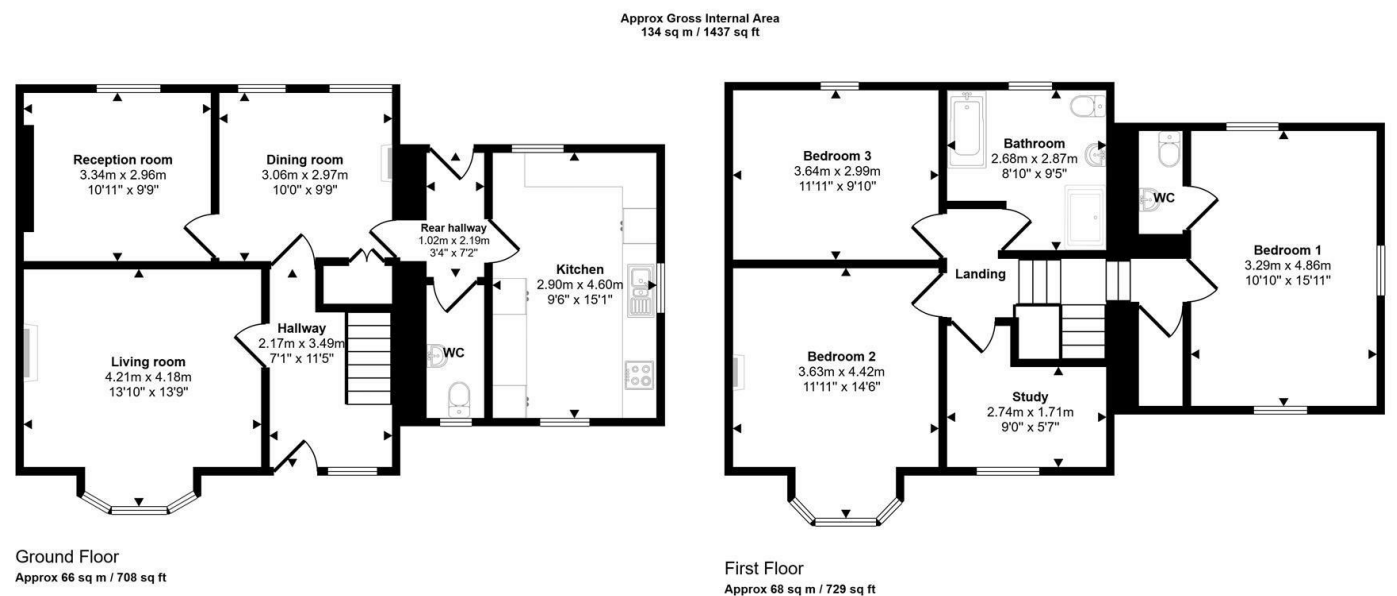 Approx Gross Internal Area
134 sq m / 1437 sq ft
Reception room
3.34m x 2.96m
10'11" x 9'9"
Dining room
3.06m x 2.97m
10'0" x 9'9"
Rear hallway
1.02m x 2.19m
3'4" x 7'2"
Kitchen
2.90m x 4.60m
9'6" x 15'1"
Hallway
2.17m x 3.49m
7'1" x 11'5"
WC
Living room
4.21m x 4.18m
13'10" x 13'9"
Ground Floor
Approx 66 sq m / 708 sq ft
Bedroom 3
3.64m x 2.99m
11'11" x 9'10"
Bathroom
2.68m x 2.87m
8'10" x 9'5"
WC
Bedroom 1
3.29m x 4.86m
10'10" x 15'11"
Landing
Bedroom 2
3.63m x 4.42m
11'11" x 14'6"
Study
2.74m x 1.71m
9'0" x 5'7"
First Floor
Approx 68 sq m / 729 sq ft